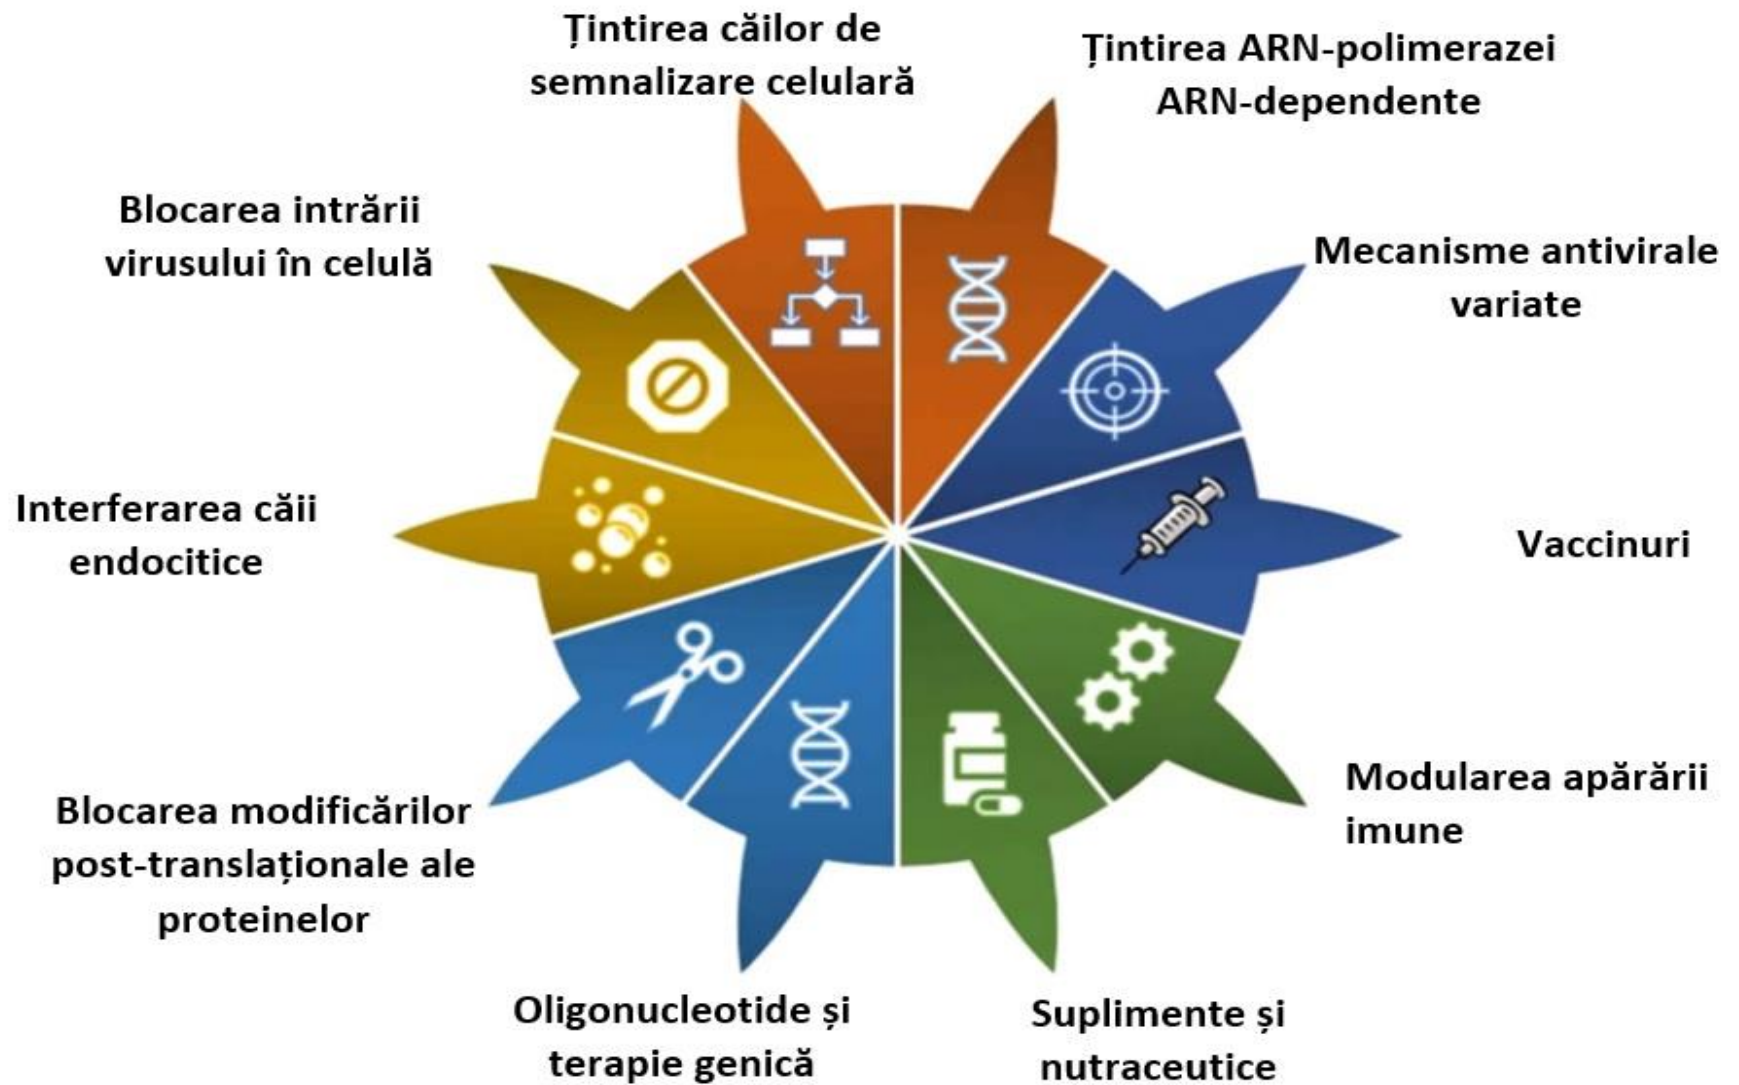 Țintirea căilor de
semnalizare celulară
Țintirea ARN-polimerazei
ARN-dependente
Blocarea intrării
virusului în celulă
Mecanisme antivirale
variate
Interferarea căii
endocitice
Vaccinuri
Blocarea modificărilor
post-translaționale ale
proteinelor
Modularea apărării
imune
Oligonucleotide și
terapie genică
Suplimente și
nutraceutice